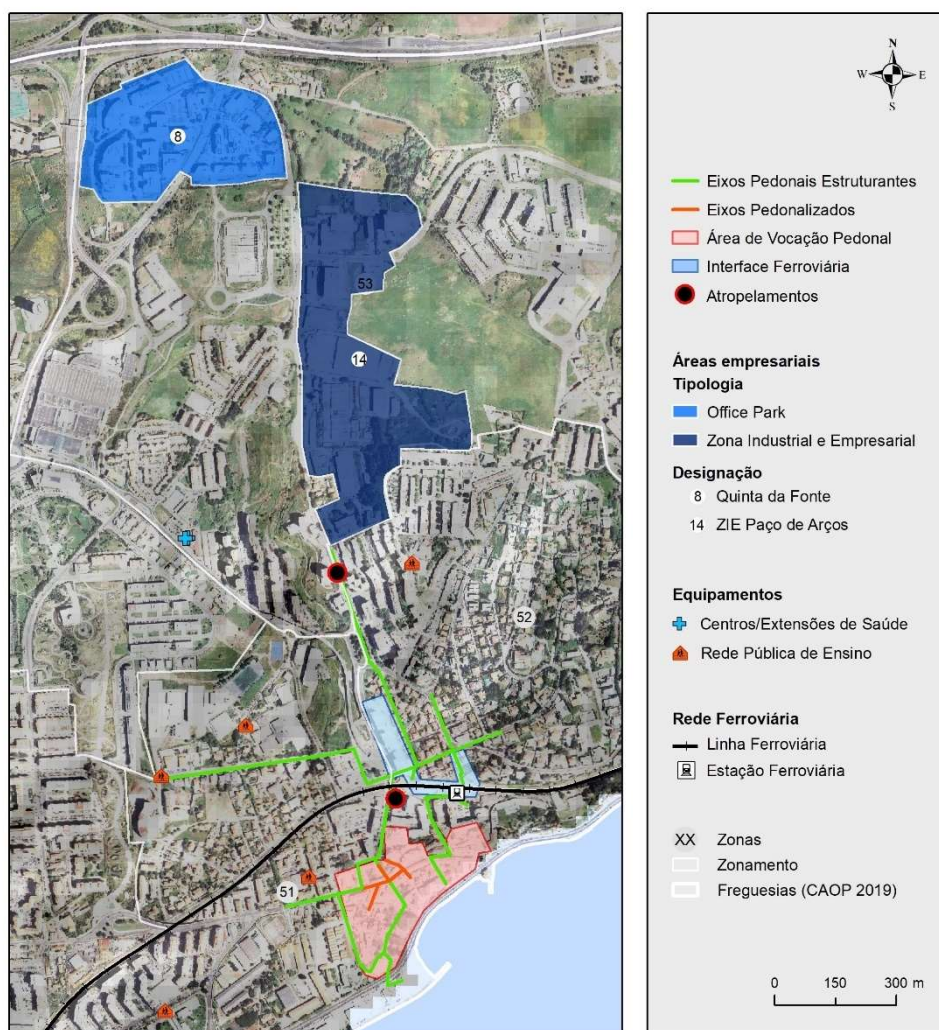 8
53
14
52
51
N
W E
S
Eixos Pedonais Estruturantes
Eixos Pedonalizados
Área de Vocação Pedonal
Interface Ferroviária
Atropelamentos
Áreas empresariais
Tipologia
Office Park
Zona Industrial e Empresarial
Designação
8 Quinta da Fonte
14 ZIE Paço de Arços
Equipamentos
Centros/Extensões de Saúde
Rede Pública de Ensino
Rede Ferroviária
Linha Ferroviária
Estação Ferroviária
XX Zonas
Zonamento
Freguesias (CAOP 2019)
0 150 300 m